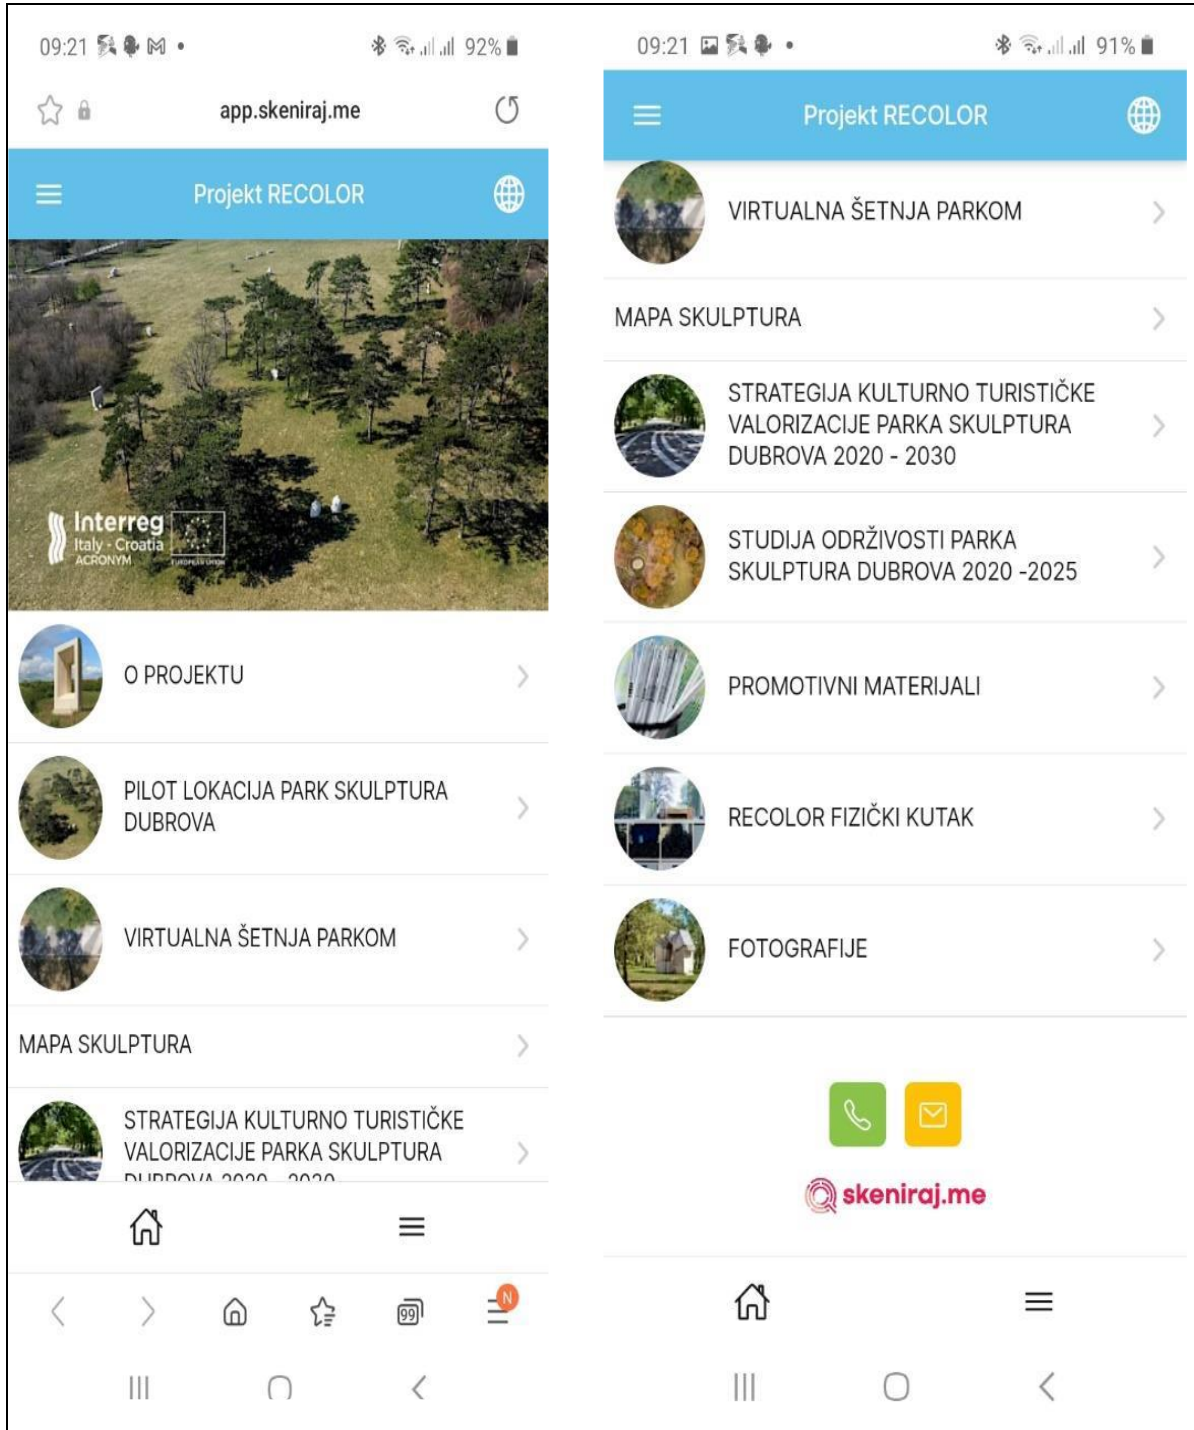 09:21
92%
app.skeniraj.me
Projekt RECOLOR
Interreg
Italy - Croatia
ACRONYM
EUROPEAN UNION
O PROJEKTU
PILOT LOKACIJA PARK SKULPTURA
DUBROVA
VIRTUALNA ŠETNJA PARKOM
MAPA SKULPTURA
STRATEGIJA KULTURNO TURISTIČKE
VALORIZACIJE PARKA SKULPTURA
99
N
09:21
91%
Projekt RECOLOR
VIRTUALNA ŠETNJA PARKOM
MAPA SKULPTURA
STRATEGIJA KULTURNO TURISTIČKE
VALORIZACIJE PARKA SKULPTURA
DUBROVA 2020 - 2030
STUDIJA ODRŽIVOSTI PARKA
SKULPTURA DUBROVA 2020 -2025
PROMOTIVNI MATERIJALI
RECOLOR FIZIČKI KUTAK
FOTOGRAFIJE
skeniraj.me